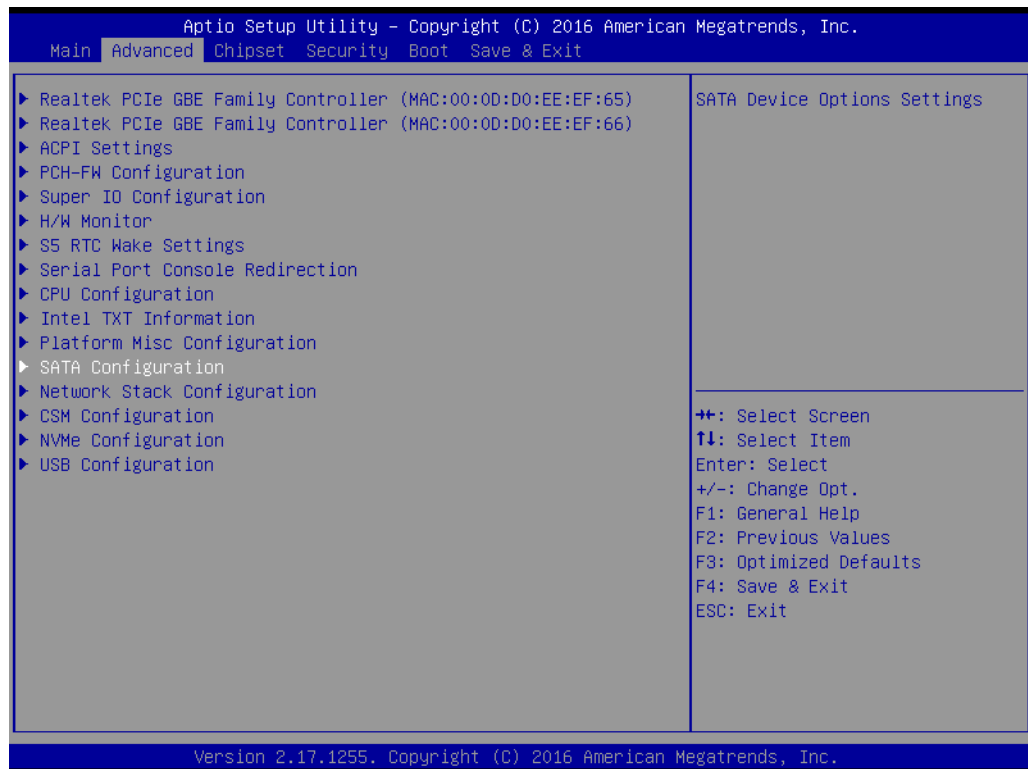 Aptio Setup Utility – Copyright (C) 2016 American Megatrends, Inc.
Main Advanced Chipset Security Boot Save & Exit
▶ Realtek PCIe GBE Family Controller (MAC:00:0D:D0:EE:EF:65)
▶ Realtek PCIe GBE Family Controller (MAC:00:0D:D0:EE:EF:66)
▶ ACPI Settings
▶ PCH-FW Configuration
▶ Super IO Configuration
▶ H/W Monitor
▶ S5 RTC Wake Settings
▶ Serial Port Console Redirection
▶ CPU Configuration
▶ Intel TXT Information
▶ Platform Misc Configuration
▶ SATA Configuration
▶ Network Stack Configuration
▶ CSM Configuration
▶ NVMe Configuration
▶ USB Configuration
SATA Device Options Settings
→←: Select Screen
↑↓: Select Item
Enter: Select
+/-: Change Opt.
F1: General Help
F2: Previous Values
F3: Optimized Defaults
F4: Save & Exit
ESC: Exit
Version 2.17.1255. Copyright (C) 2016 American Megatrends, Inc.